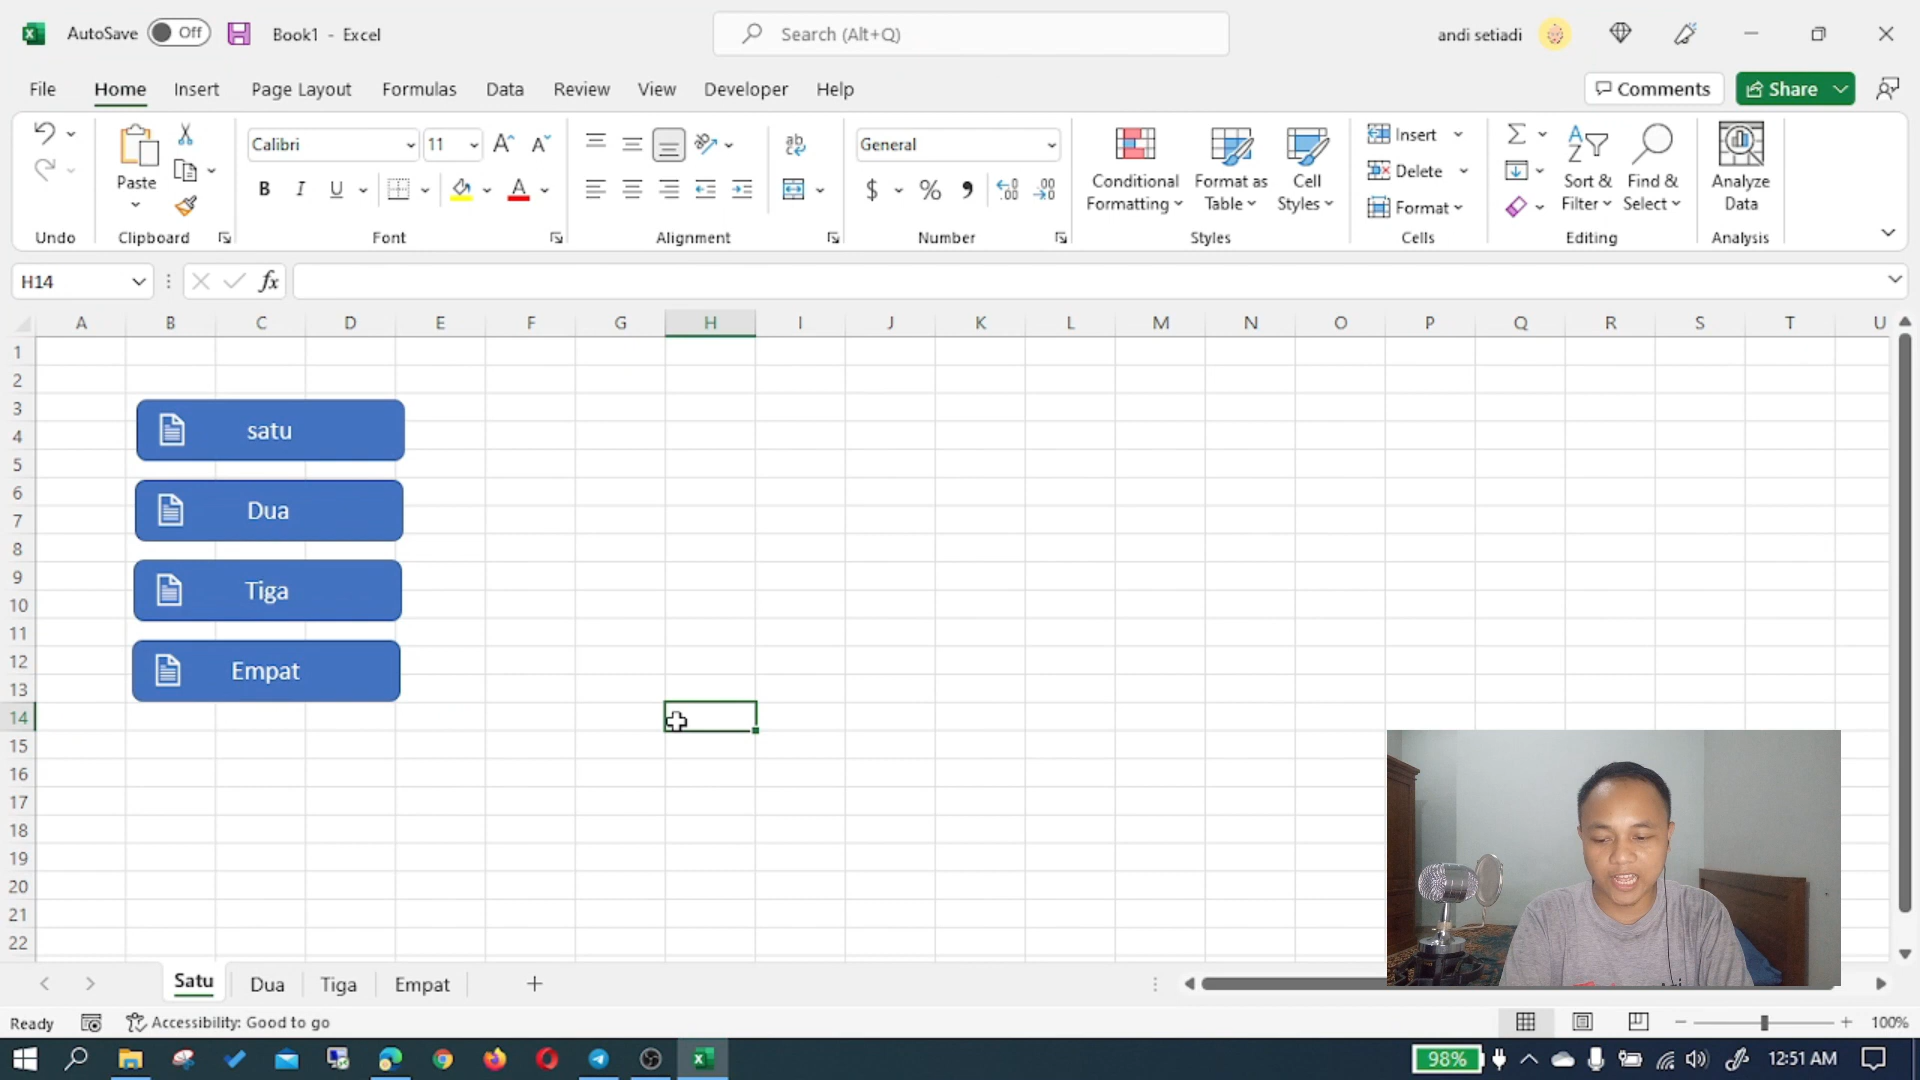 AutoSave Off Book1 - Excel Search (Alt+Q) andi setiadi
File Home Insert Page Layout Formulas Data Review View Developer Help Comments Share
Calibri 11 General Insert
Paste Conditional Formatting Format as Table Cell Styles Delete Sort & Filter Find & Select Analyze Data
B I U A $ % Format
Undo Clipboard Font Alignment Number Styles Cells Editing Analysis
H14 fx
A B C D E F G H I J K L M N O P Q R S T U
1
2
3
satu
4
5
6
Dua
7
8
9
Tiga
10
11
12
Empat
13
14
15
16
17
18
19
20
21
22
Satu Dua Tiga Empat
Ready Accessibility: Good to go 100%
98% 12:51 AM